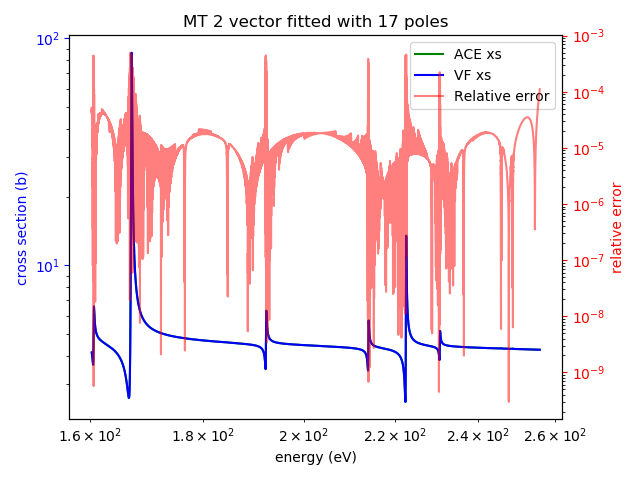 MT 2 vector fitted with 17 poles
ACE xs
VF xs
Relative error
cross section (b)
10²
10¹
relative error
10⁻³
10⁻⁴
10⁻⁵
10⁻⁶
10⁻⁷
10⁻⁸
10⁻⁹
1.6 × 10² 1.8 × 10² 2 × 10² 2.2 × 10² 2.4 × 10² 2.6 × 10²
energy (eV)